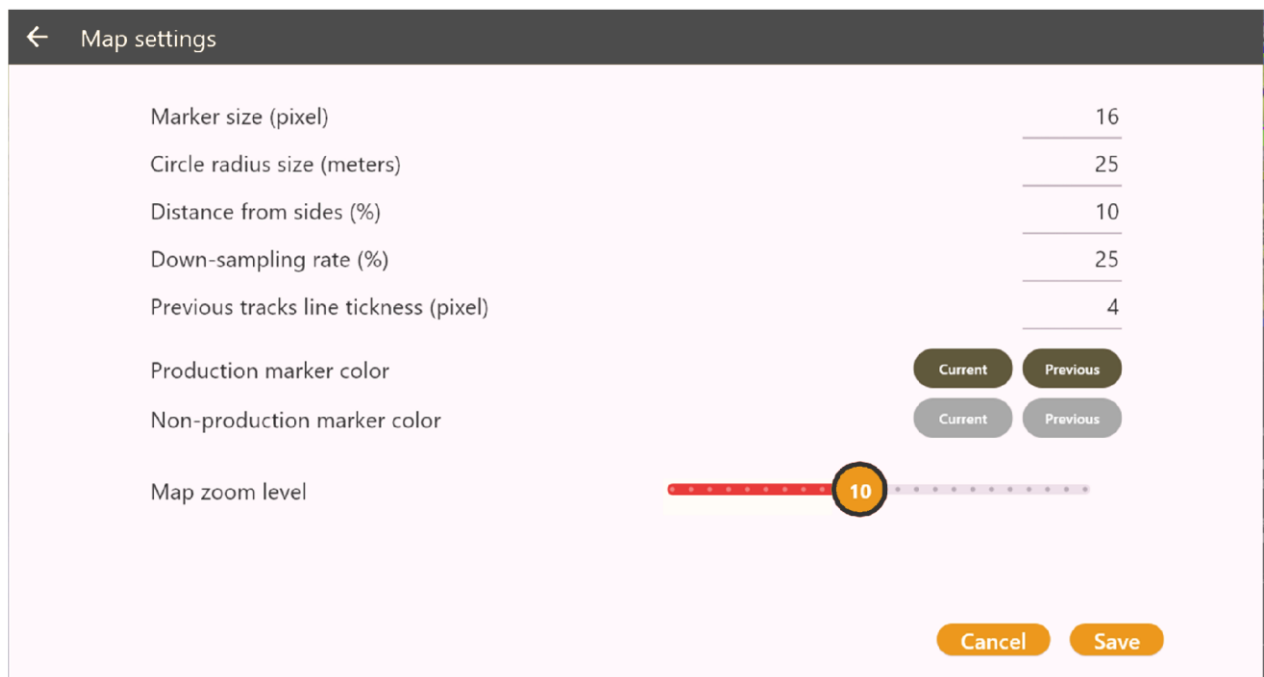 Map settings
Marker size (pixel) 16
Circle radius size (meters) 25
Distance from sides (%) 10
Down-sampling rate (%) 25
Previous tracks line tickness (pixel) 4
Production marker color Current Previous
Non-production marker color Current Previous
Map zoom level 10
Cancel Save